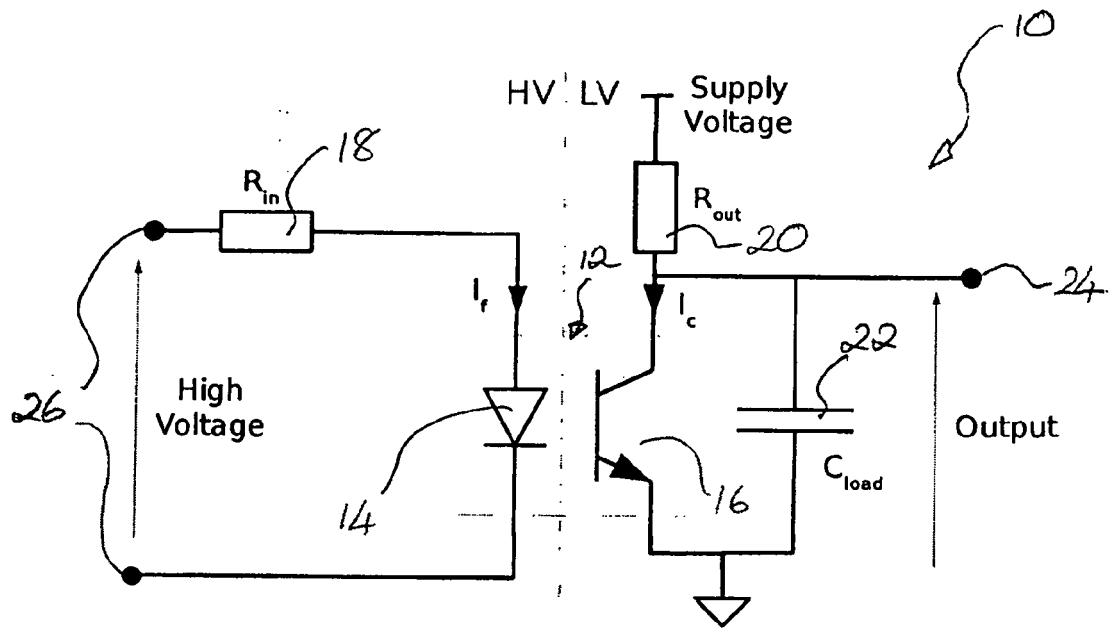 10
HV LV
Supply
Voltage
18
R_in
R_out
20
12
24
I_f
I_c
22
26
High
Voltage
Output
C_load
14
16